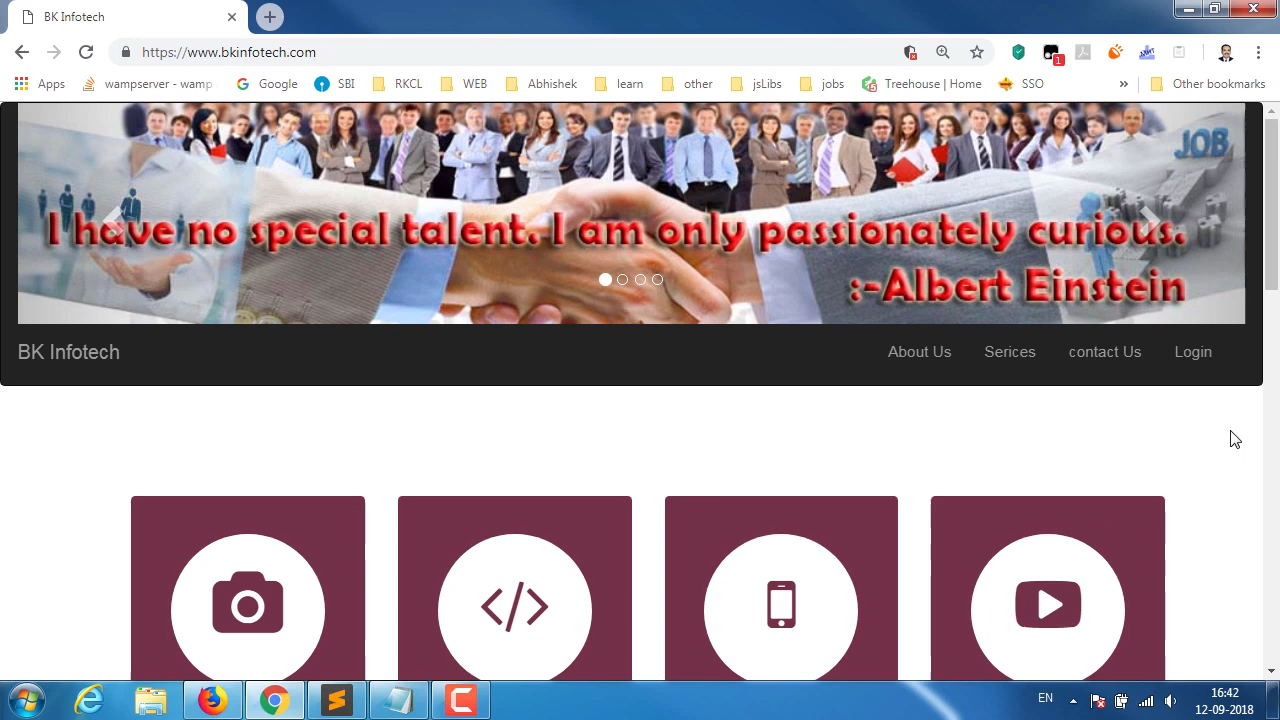 BK Infotech
https://www.bkinfotech.com
1
Apps
wampserver - wamp
Google
SBI
RKCL
WEB
Abhishek
learn
other
jsLibs
jobs
Treehouse | Home
SSO
»
Other bookmarks
JOB
I have no special talent. I am only passionately curious.
:-Albert Einstein
BK Infotech
About Us
Serices
contact Us
Login
EN
16:42
12-09-2018